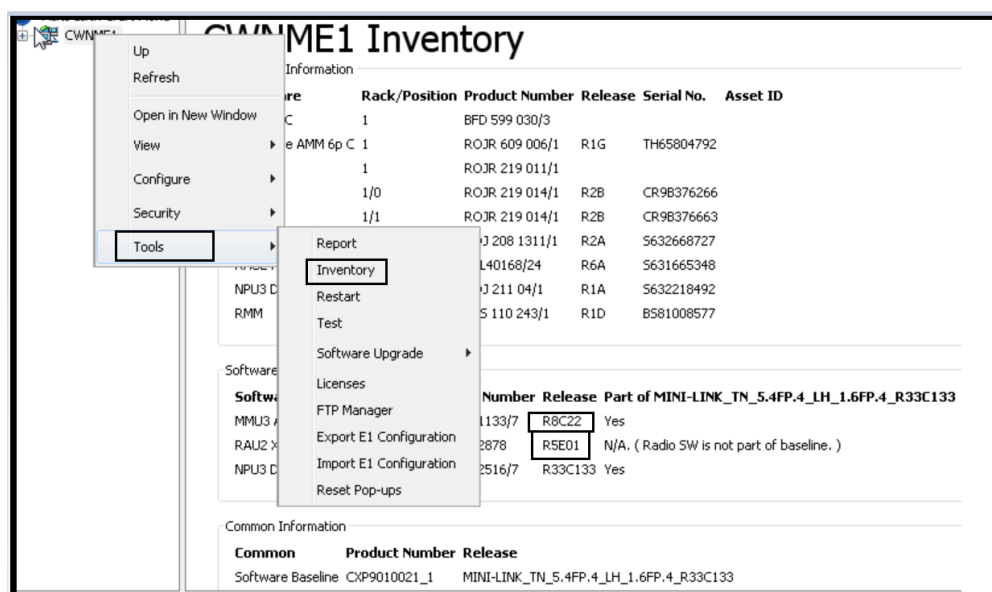 CWNME1
CWNME1 Inventory
Up
Refresh
Open in New Window
View
Configure
Security
Tools
Report
Inventory
Restart
Test
Software Upgrade
Licenses
FTP Manager
Export E1 Configuration
Import E1 Configuration
Reset Pop-ups
Information
Rack/Position Product Number Release Serial No. Asset ID
C 1 BFD 599 030/3
e AMM 6p C 1 ROJR 609 006/1 R1G TH65804792
1 ROJR 219 011/1
1/0 ROJR 219 014/1 R2B CR9B376266
1/1 ROJR 219 014/1 R2B CR9B376663
J 208 1311/1 R2A S632668727
L40168/24 R6A S631665348
NPU3 D J 211 04/1 R1A S632218492
RMM S 110 243/1 R1D BS81008577
Software
Number Release Part of MINI-LINK_TN_5.4FP.4_LH_1.6FP.4_R33C133
MMU3 1133/7 R8C22 Yes
RAU2 X 2878 R5E01 N/A. ( Radio SW is not part of baseline. )
NPU3 D 2516/7 R33C133 Yes
Common Information
Common Product Number Release
Software Baseline CXP9010021_1 MINI-LINK_TN_5.4FP.4_LH_1.6FP.4_R33C133